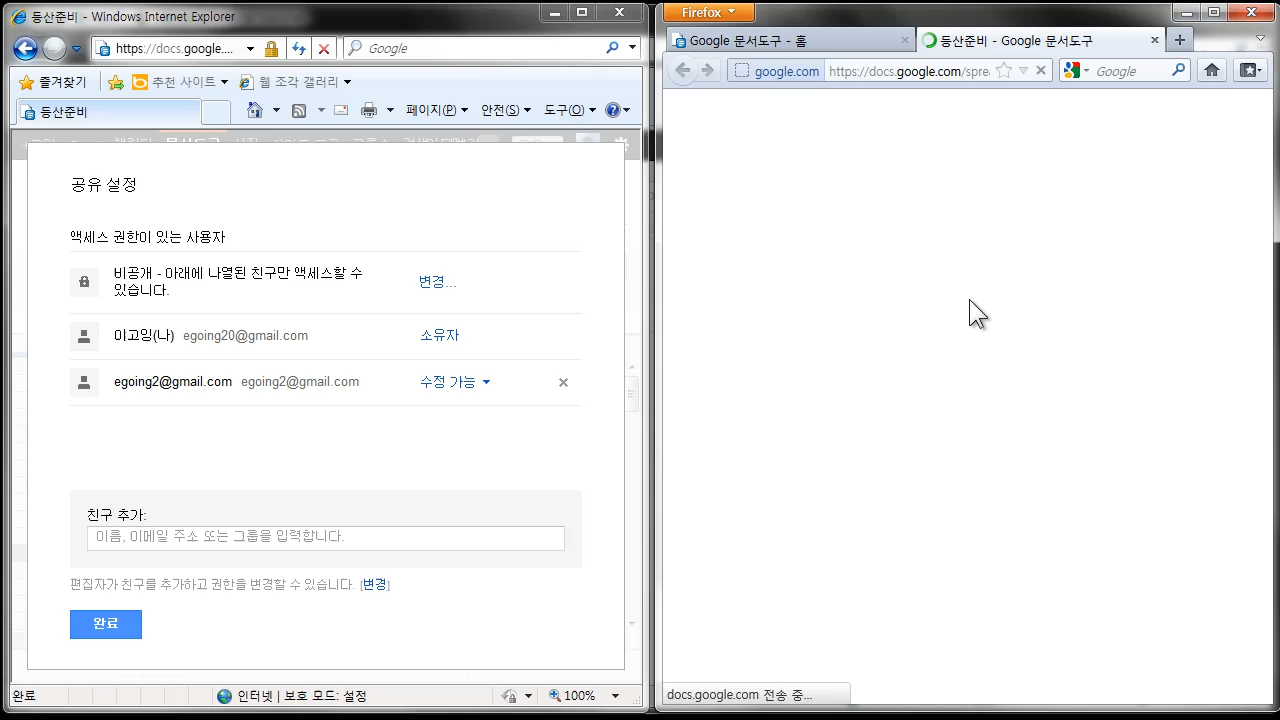 등산준비 - Windows Internet Explorer
https://docs.google....
Google
즐겨찾기
추천 사이트
웹 조각 갤러리
등산준비
페이지(P)
안전(S)
도구(O)
공유 설정
액세스 권한이 있는 사용자
비공개 - 아래에 나열된 친구만 액세스할 수
있습니다.
변경...
이고잉(나) egoing20@gmail.com
소유자
egoing2@gmail.com egoing2@gmail.com
수정 가능
친구 추가:
이름, 이메일 주소 또는 그룹을 입력합니다.
편집자가 친구를 추가하고 권한을 변경할 수 있습니다. [변경]
완료
완료
인터넷 | 보호 모드: 설정
100%
Firefox
Google 문서도구 - 홈
등산준비 - Google 문서도구
google.com
https://docs.google.com/spre
Google
docs.google.com 전송 중...